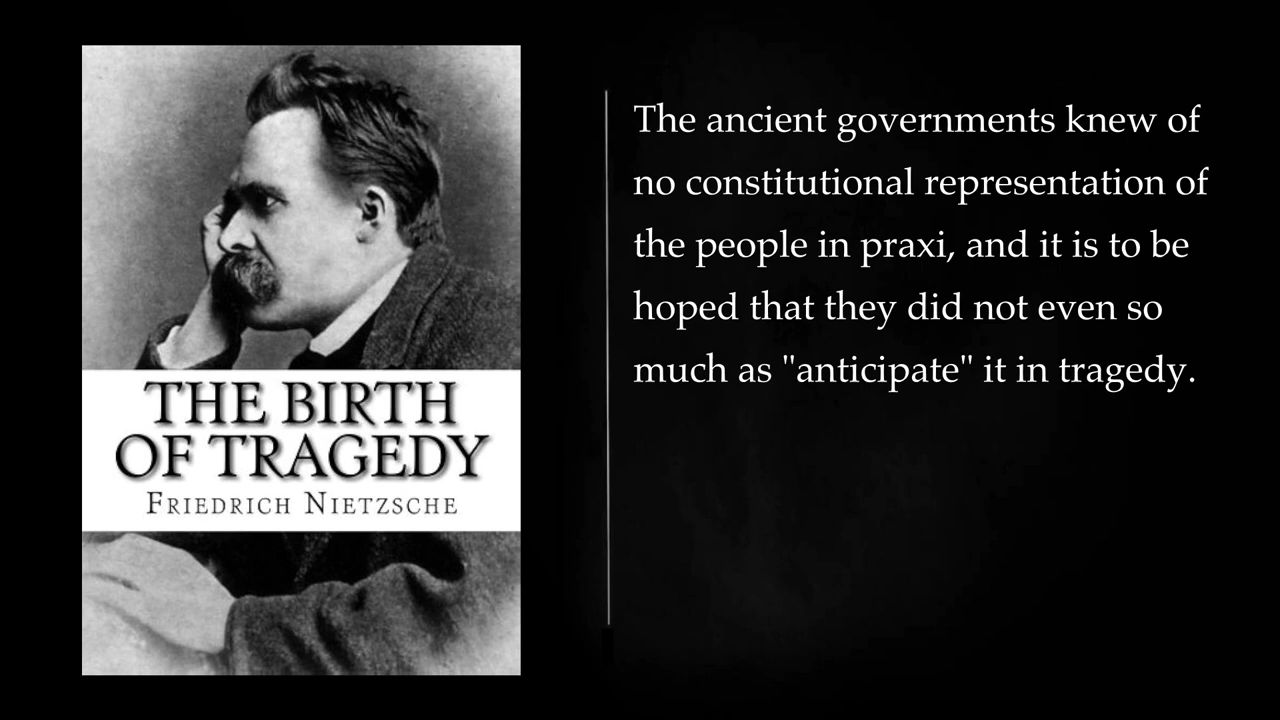 THE BIRTH
OF TRAGEDY
FRIEDRICH NIETZSCHE
The ancient governments knew of
no constitutional representation of
the people in praxi, and it is to be
hoped that they did not even so
much as "anticipate" it in tragedy.